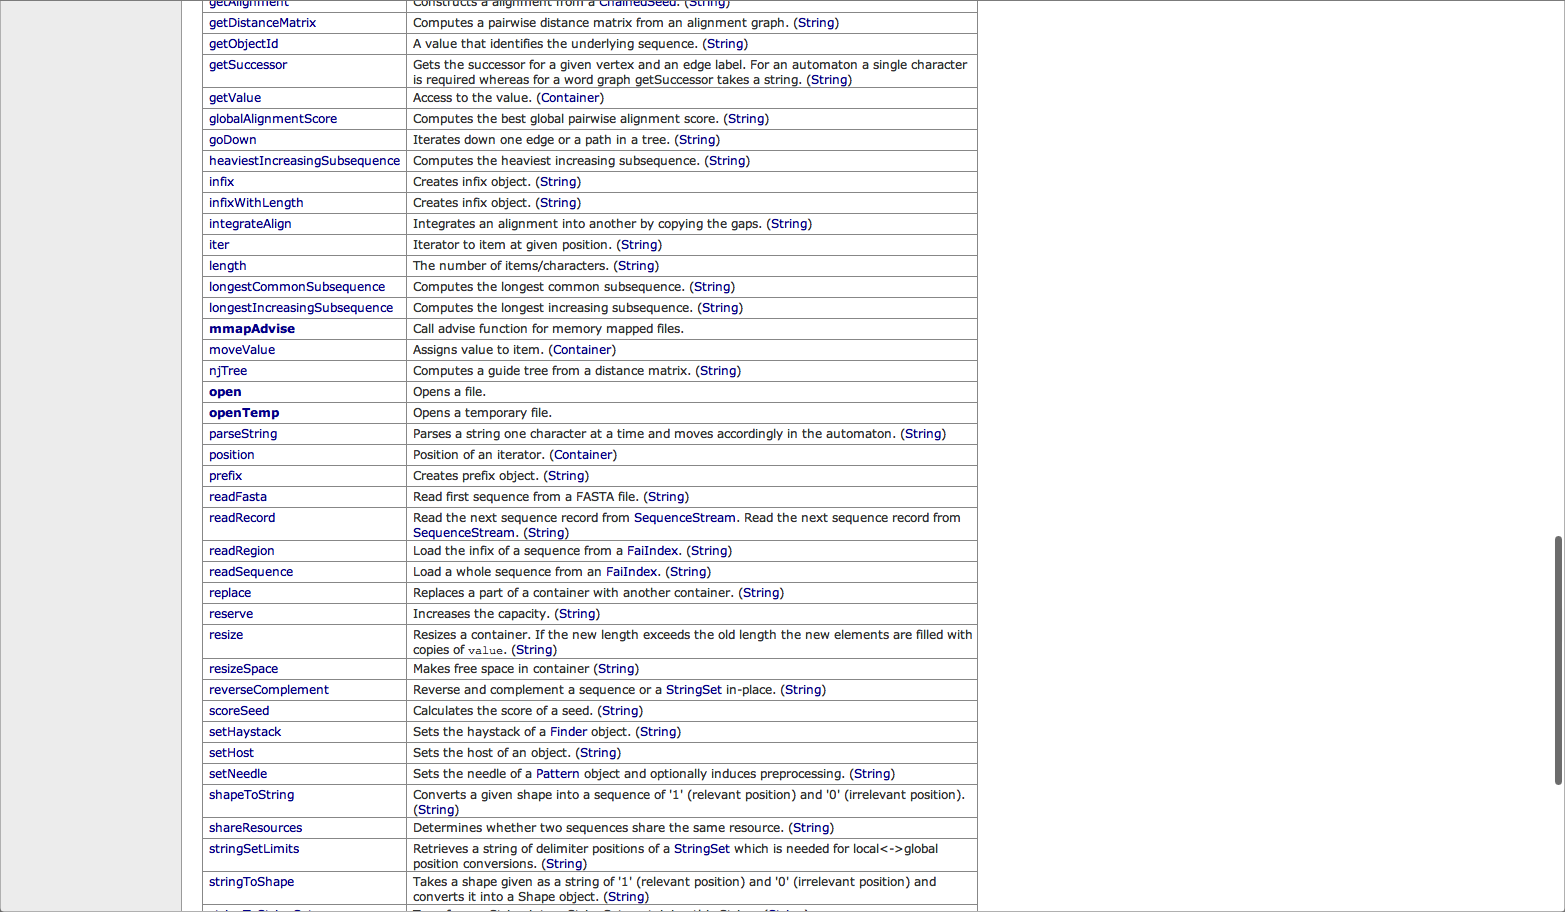 getAlignment Constructs a alignment from a ChainedSeed. (String)
getDistanceMatrix Computes a pairwise distance matrix from an alignment graph. (String)
getObjectId A value that identifies the underlying sequence. (String)
getSuccessor Gets the successor for a given vertex and an edge label. For an automaton a single character
is required whereas for a word graph getSuccessor takes a string. (String)
getValue Access to the value. (Container)
globalAlignmentScore Computes the best global pairwise alignment score. (String)
goDown Iterates down one edge or a path in a tree. (String)
heaviestIncreasingSubsequence Computes the heaviest increasing subsequence. (String)
infix Creates infix object. (String)
infixWithLength Creates infix object. (String)
integrateAlign Integrates an alignment into another by copying the gaps. (String)
iter Iterator to item at given position. (String)
length The number of items/characters. (String)
longestCommonSubsequence Computes the longest common subsequence. (String)
longestIncreasingSubsequence Computes the longest increasing subsequence. (String)
mmapAdvise Call advise function for memory mapped files.
moveValue Assigns value to item. (Container)
njTree Computes a guide tree from a distance matrix. (String)
open Opens a file.
openTemp Opens a temporary file.
parseString Parses a string one character at a time and moves accordingly in the automaton. (String)
position Position of an iterator. (Container)
prefix Creates prefix object. (String)
readFasta Read first sequence from a FASTA file. (String)
readRecord Read the next sequence record from SequenceStream. Read the next sequence record from
SequenceStream. (String)
readRegion Load the infix of a sequence from a FaiIndex. (String)
readSequence Load a whole sequence from an FaiIndex. (String)
replace Replaces a part of a container with another container. (String)
reserve Increases the capacity. (String)
resize Resizes a container. If the new length exceeds the old length the new elements are filled with
copies of value. (String)
resizeSpace Makes free space in container (String)
reverseComplement Reverse and complement a sequence or a StringSet in-place. (String)
scoreSeed Calculates the score of a seed. (String)
setHaystack Sets the haystack of a Finder object. (String)
setHost Sets the host of an object. (String)
setNeedle Sets the needle of a Pattern object and optionally induces preprocessing. (String)
shapeToString Converts a given shape into a sequence of '1' (relevant position) and '0' (irrelevant position).
(String)
shareResources Determines whether two sequences share the same resource. (String)
stringSetLimits Retrieves a string of delimiter positions of a StringSet which is needed for local<->global
position conversions. (String)
stringToShape Takes a shape given as a string of '1' (relevant position) and '0' (irrelevant position) and
converts it into a Shape object. (String)